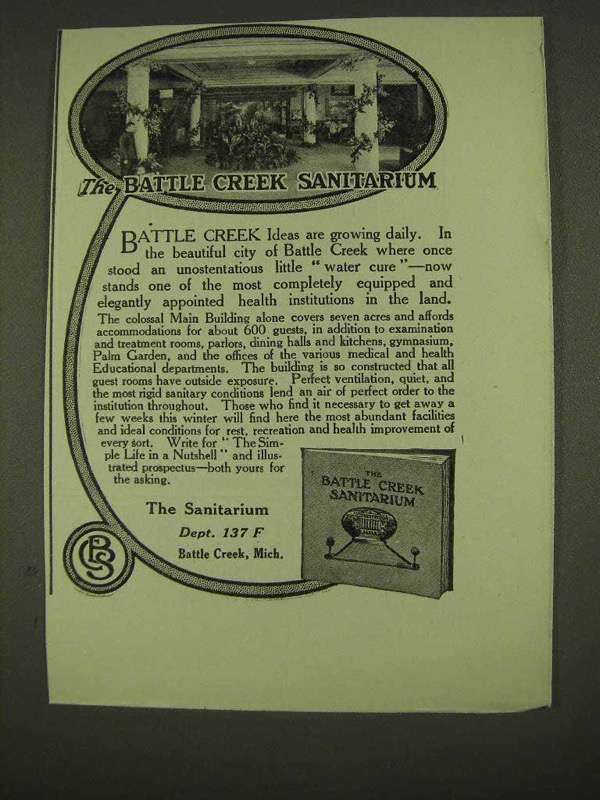 The BATTLE CREEK SANITARIUM
BATTLE CREEK Ideas are growing daily. In
the beautiful city of Battle Creek where once
stood an unostentatious little "water cure"—now
stands one of the most completely equipped and
elegantly appointed health institutions in the land.
The colossal Main Building alone covers seven acres and affords
accommodations for about 600 guests, in addition to examination
and treatment rooms, parlors, dining halls and kitchens, gymnasium,
Palm Garden, and the offices of the various medical and health
Educational departments. The building is so constructed that all
guest rooms have outside exposure. Perfect ventilation, quiet, and
the most rigid sanitary conditions lend an air of perfect order to the
institution throughout. Those who find it necessary to get away a
few weeks this winter will find here the most abundant facilities
and ideal conditions for rest, recreation and health improvement of
every sort. Write for "The Sim-
ple Life in a Nutshell" and illus-
trated prospectus—both yours for
the asking.
The Sanitarium
Dept. 137 F
Battle Creek, Mich.
THE
BATTLE CREEK
SANITARIUM
BCS